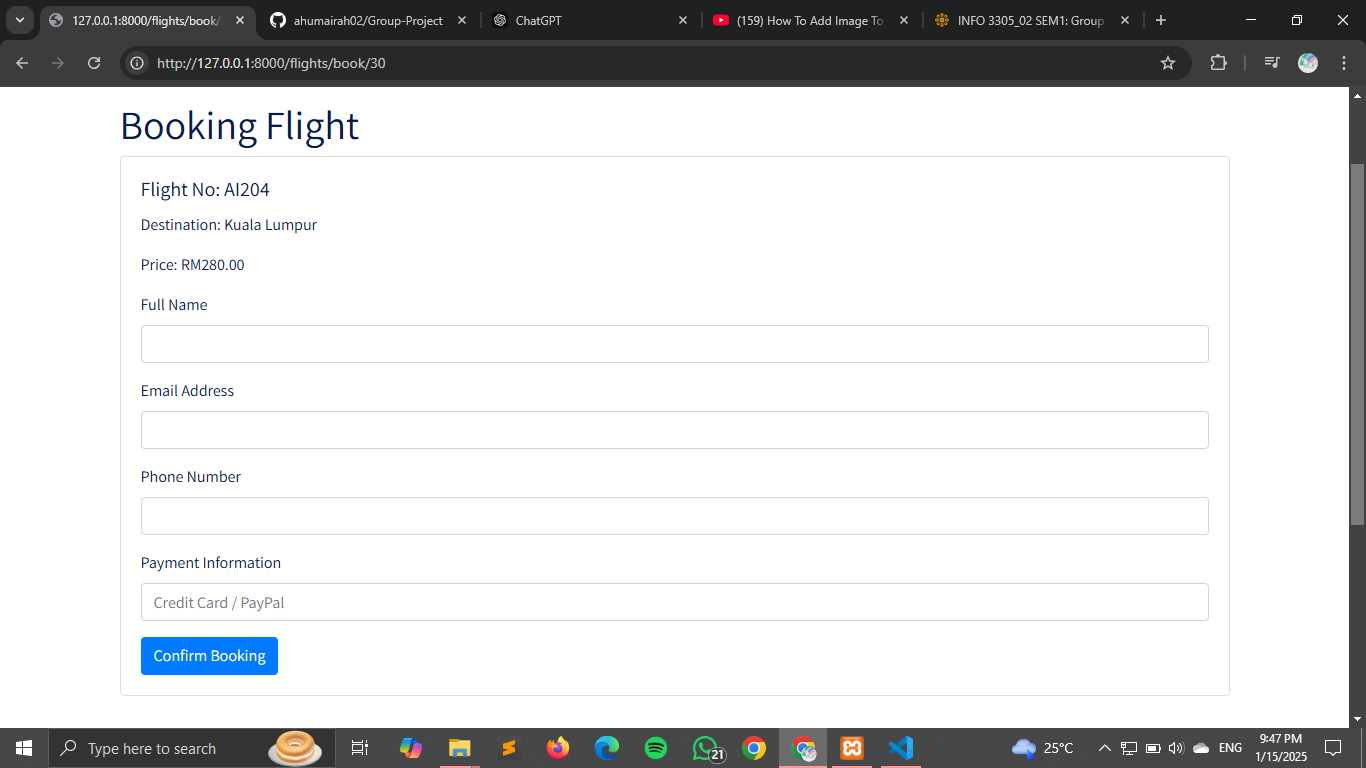 127.0.0.1:8000/flights/book/
ahumairah02/Group-Project
ChatGPT
(159) How To Add Image To
INFO 3305_02 SEM1: Group
http://127.0.0.1:8000/flights/book/30
Booking Flight
Flight No: AI204
Destination: Kuala Lumpur
Price: RM280.00
Full Name
Email Address
Phone Number
Payment Information
Credit Card / PayPal
Confirm Booking
Type here to search
21
25°C
ENG
9:47 PM
1/15/2025